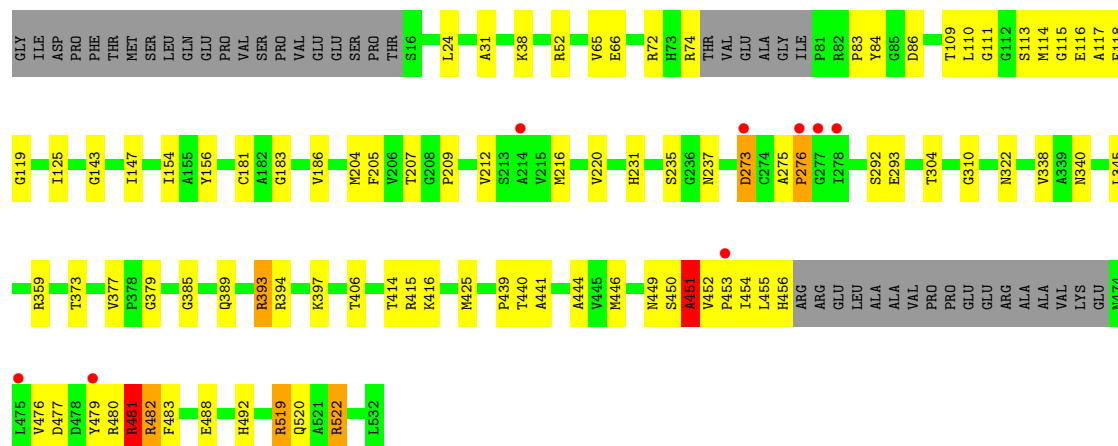 GLY ILE ASP PRO PHE THR MET SER LEU GLN GLU PRO VAL SER PRO VAL GLU GLU SER PRO THR S16 L24 A31 K38 R52 V65 E66 R72 H73 R74 THR VAL GLU ALA GLY ILE P81 R82 P83 Y84 G85 D86 T109 L110 G111 G112 S113 M114 G115 E116 A117
G119 I125 G143 I147 I154 A155 Y156 C181 A182 G183 V186 M204 F205 V206 T207 G208 P209 V212 S213 A214 V215 M216 V220 H231 S235 G236 N237 D273 C274 A275 P276 G277 I278 S292 E293 T304 G310 N322 V338 A339 N340
R359 T373 V377 P378 G379 G385 Q389 R393 R394 K397 T406 T414 R415 K416 M425 P439 T440 A441 A444 V445 M446 N449 S450 A451 V452 P453 I454 L455 H456 ARG ARG GLU LEU ALA ALA VAL PRO PRO GLU GLU ARG ALA ALA VAL LYS GLU
L475 V476 D477 D478 Y479 R480 R481 R482 F483 E488 H492 R519 Q520 A521 R522 L532